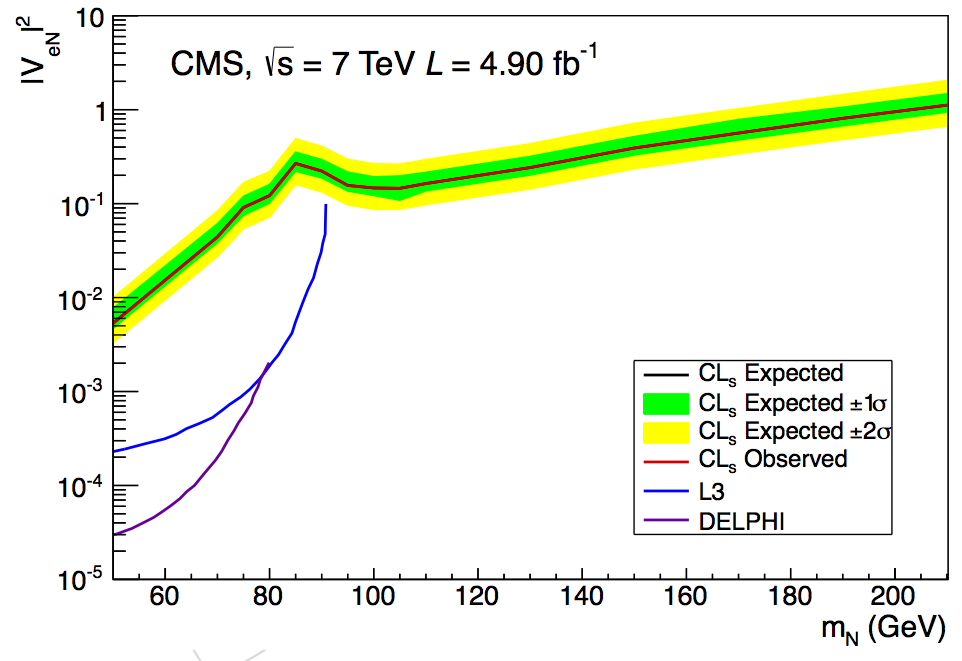 |V_eN|²
CMS, √s = 7 TeV L = 4.90 fb⁻¹
10
1
10⁻¹
10⁻²
10⁻³
10⁻⁴
10⁻⁵
CLs Expected
CLs Expected ±1σ
CLs Expected ±2σ
CLs Observed
L3
DELPHI
60 80 100 120 140 160 180 200
m_N (GeV)